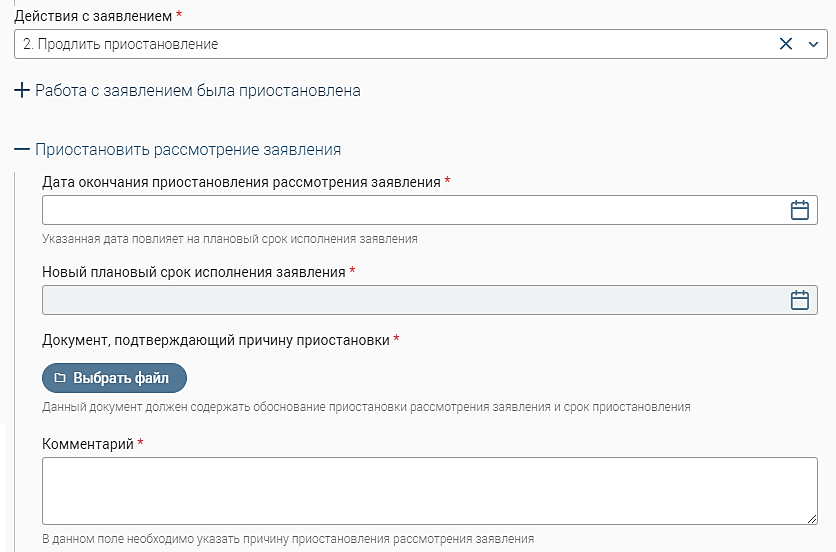 Действия с заявлением *
2. Продлить приостановление
Работа с заявлением была приостановлена
Приостановить рассмотрение заявления
Дата окончания приостановления рассмотрения заявления *
Указанная дата повлияет на плановый срок исполнения заявления
Новый плановый срок исполнения заявления *
Документ, подтверждающий причину приостановки *
Выбрать файл
Данный документ должен содержать обоснование приостановки рассмотрения заявления и срок приостановления
Комментарий *
В данном поле необходимо указать причину приостановления рассмотрения заявления